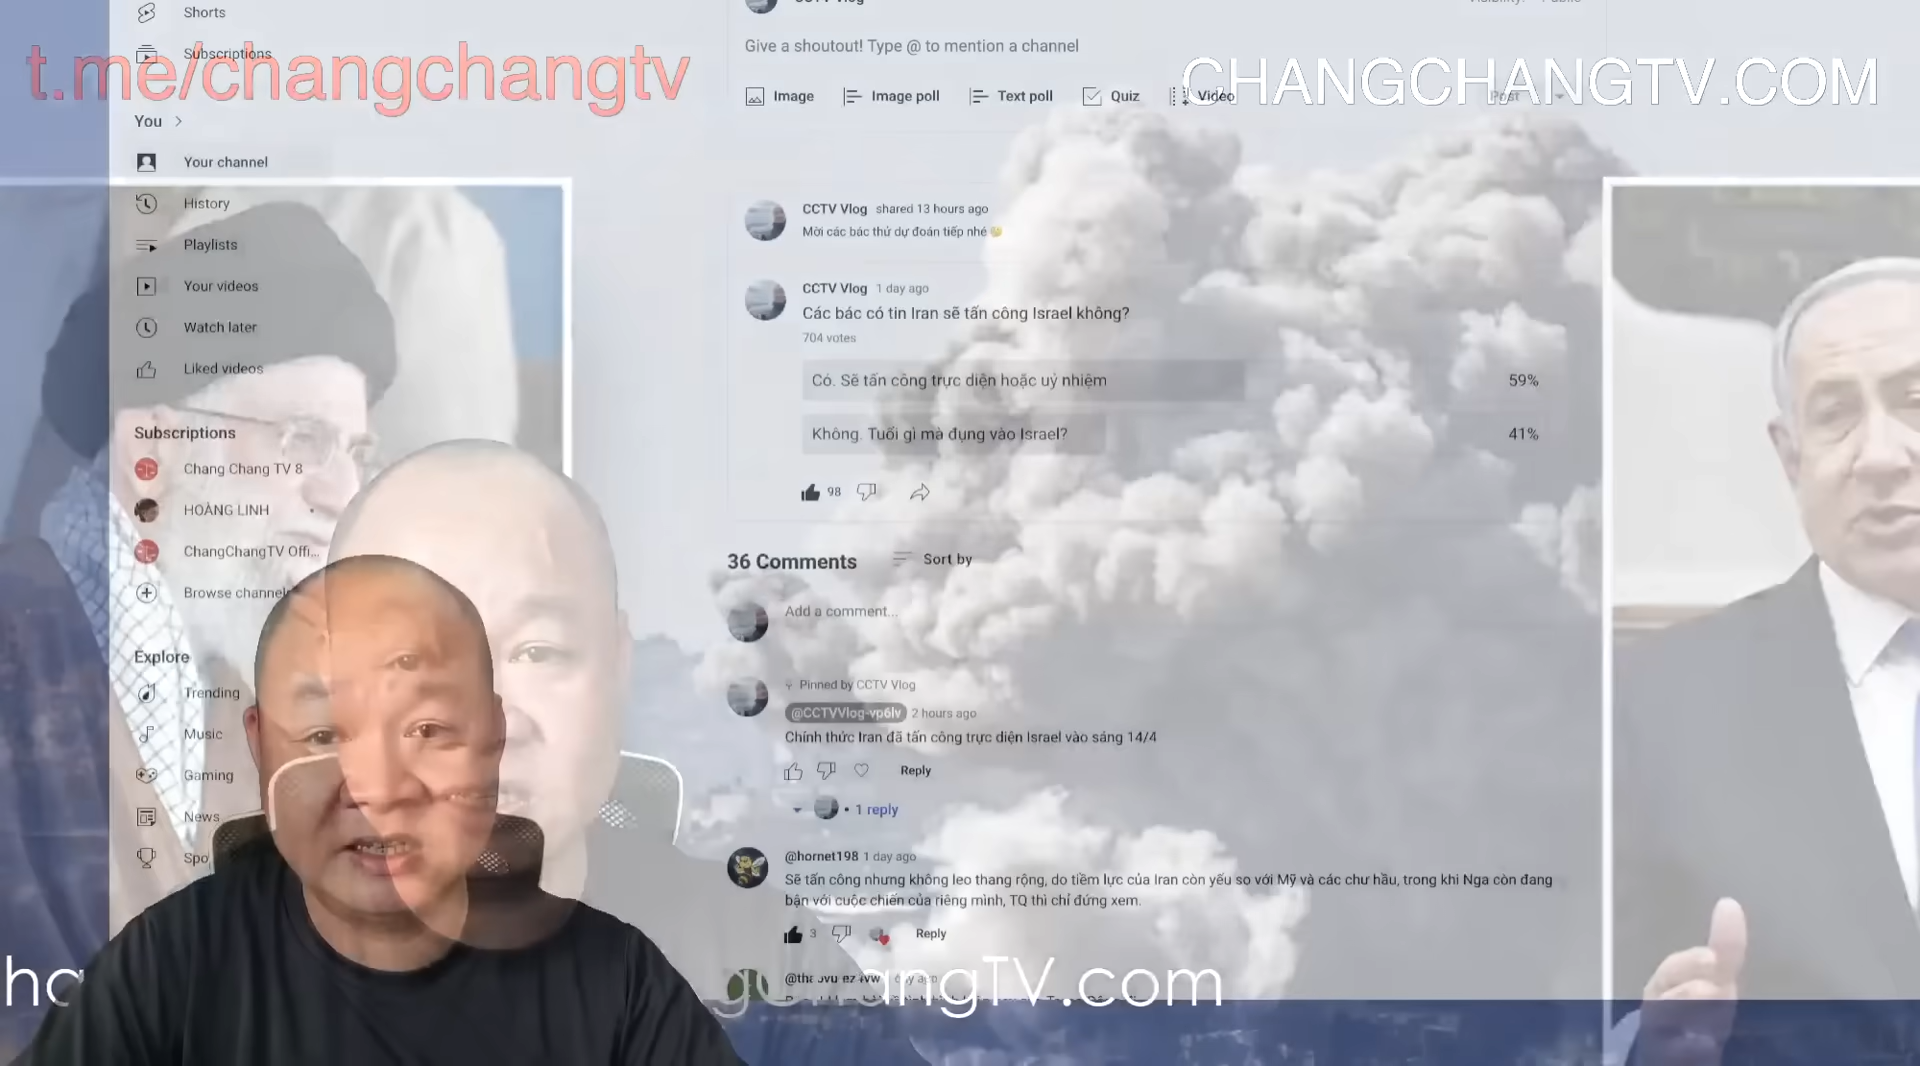 Shorts
Subscriptions
t.me/changchangtv
You
Your channel
History
Playlists
Your videos
Watch later
Liked videos
Subscriptions
Chang Chang TV 8
HOÀNG LINH
ChangChangTV Offi...
Browse channel
Explore
Trending
Music
Gaming
News
Spo
CCTV Vlog
Visibility: Public
Give a shoutout! Type @ to mention a channel
CHANGCHANGTV.COM
Image Image poll Text poll Quiz Video Post
CCTV Vlog shared 13 hours ago
Mời các bác thử dự đoán tiếp nhé
CCTV Vlog 1 day ago
Các bác có tin Iran sẽ tấn công Israel không?
704 votes
Có. Sẽ tấn công trực diện hoặc uỷ nhiệm 59%
Không. Tuổi gì mà đụng vào Israel? 41%
98
36 Comments Sort by
Add a comment...
Pinned by CCTV Vlog
@CCTVVlog-vp6lv 2 hours ago
Chính thức Iran đã tấn công trực diện Israel vào sáng 14/4
Reply
1 reply
@hornet198 1 day ago
Sẽ tấn công nhưng không leo thang rộng, do tiềm lực của Iran còn yếu so với Mỹ và các chư hầu, trong khi Nga còn đang
bận với cuộc chiến của riêng mình, TQ thì chỉ đứng xem.
3 Reply
angTV.com